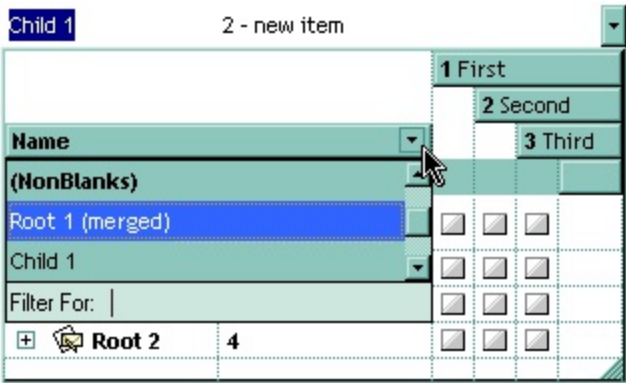 Child 1 2 - new item
1 First
2 Second
Name 3 Third
(NonBlanks)
Root 1 (merged)
Child 1
Filter For:
Root 2 4